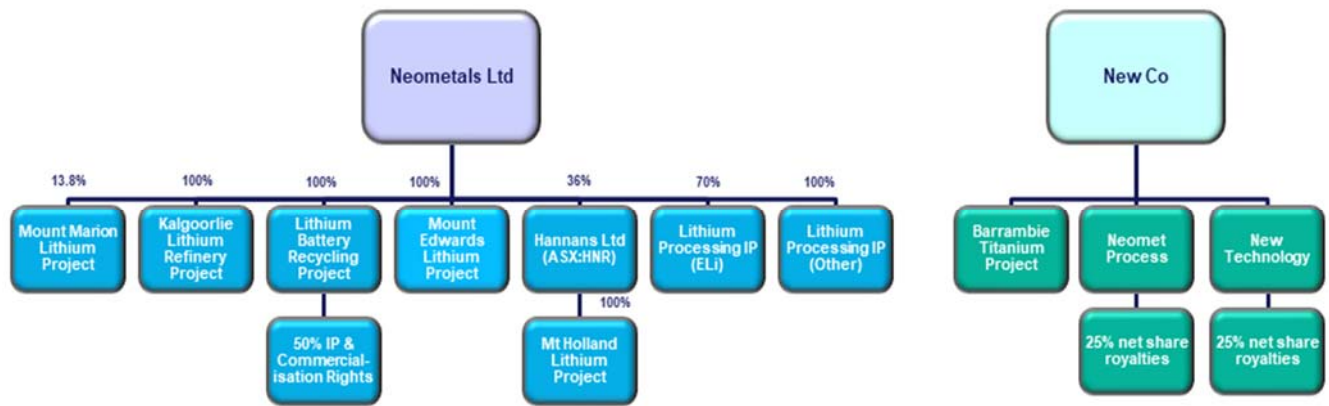 Neometals Ltd
New Co
13.8%
100%
100%
100%
36%
70%
100%
Mount Marion
Lithium
Project
Kalgoorlie
Lithium
Refinery
Project
Lithium
Battery
Recycling
Project
Mount
Edwards
Lithium
Project
Hannans Ltd
(ASX:HNR)
Lithium
Processing IP
(ELi)
Lithium
Processing IP
(Other)
Barrambie
Titanium
Project
Neomet
Process
New
Technology
100%
50% IP &
Commercial-
isation Rights
Mt Holland
Lithium
Project
25% net share
royalties
25% net share
royalties